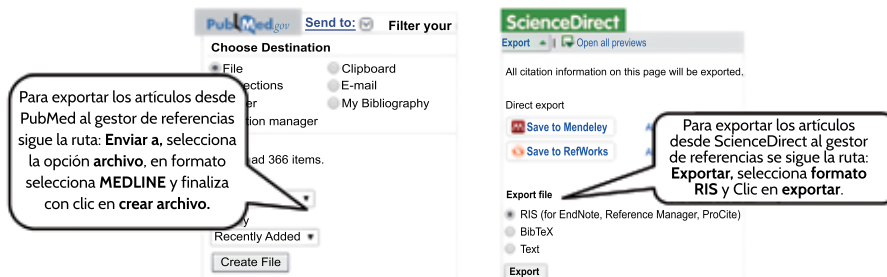 PubMed.gov Send to: Filter your
Choose Destination
File Clipboard
ections E-mail
er My Bibliography
tion manager
ad 366 items.
y
Recently Added
Create File
Para exportar los artículos desde
PubMed al gestor de referencias
sigue la ruta: Enviar a, selecciona
la opción archivo, en formato
selecciona MEDLINE y finaliza
con clic en crear archivo.
ScienceDirect
Export Open all previews
All citation information on this page will be exported.
Direct export
Save to Mendeley
Save to RefWorks
Para exportar los artículos
desde ScienceDirect al gestor
de referencias se sigue la ruta:
Exportar, selecciona formato
RIS y Clic en exportar.
Export file
RIS (for EndNote, Reference Manager, ProCite)
BibTeX
Text
Export